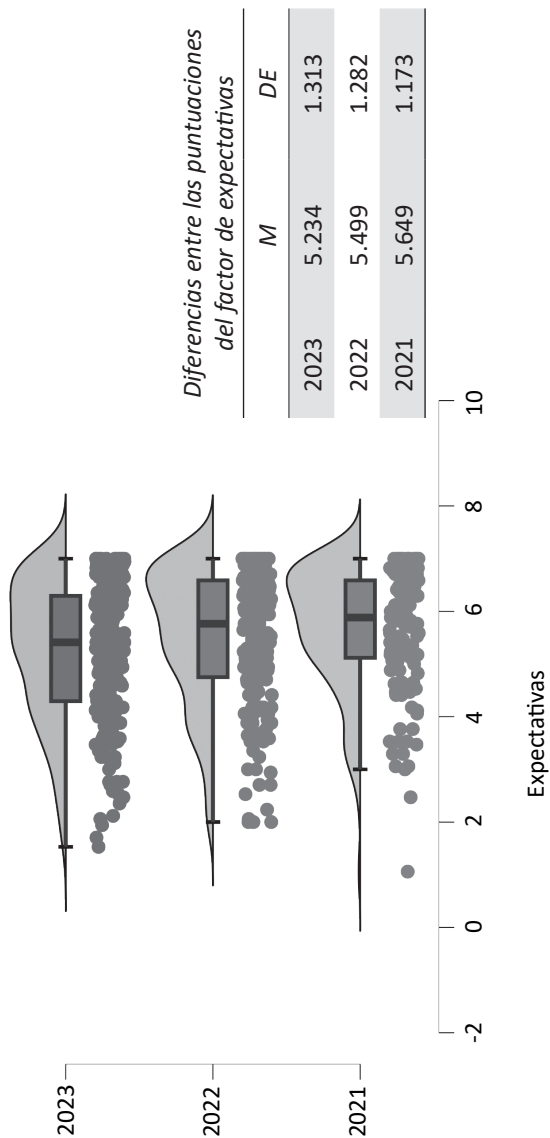 2023
2022
2021
-2
0
2
4
6
8
10
Expectativas
Diferencias entre las puntuaciones
del factor de expectativas
M DE
2023 5.234 1.313
2022 5.499 1.282
2021 5.649 1.173